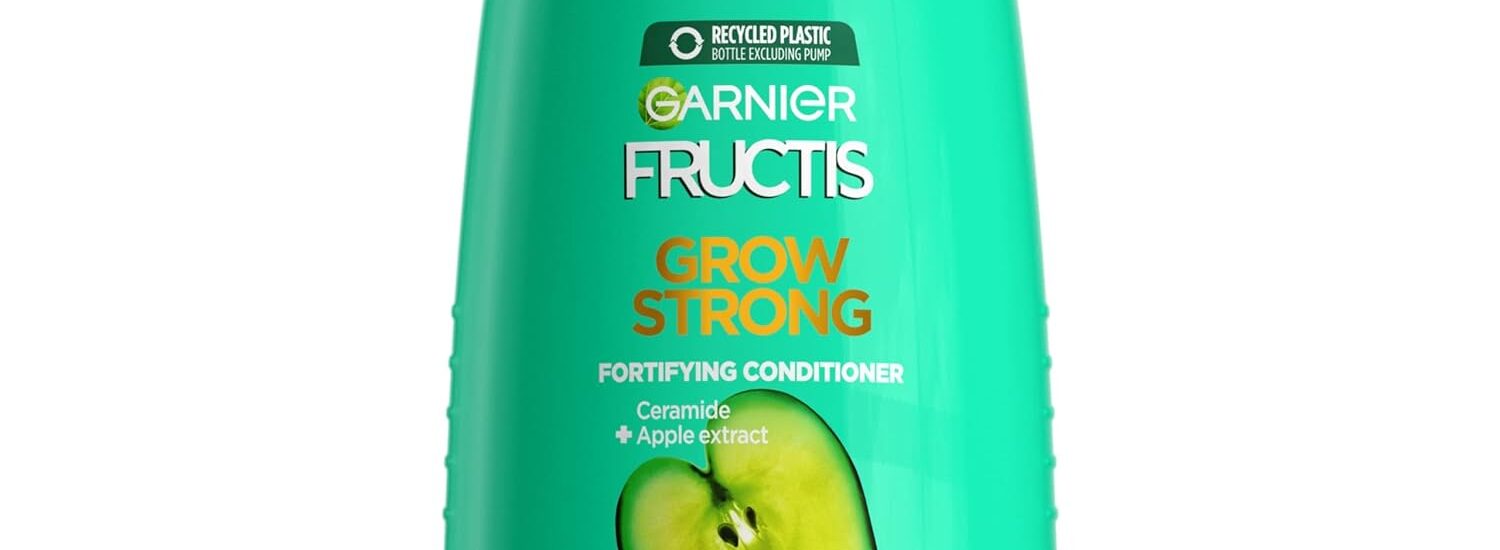 RECYCLED PLASTIC
BOTTLE EXCLUDING PUMP
GARNIER
FRUCTIS
GROW
STRONG
FORTIFYING CONDITIONER
Ceramide
+ Apple extract